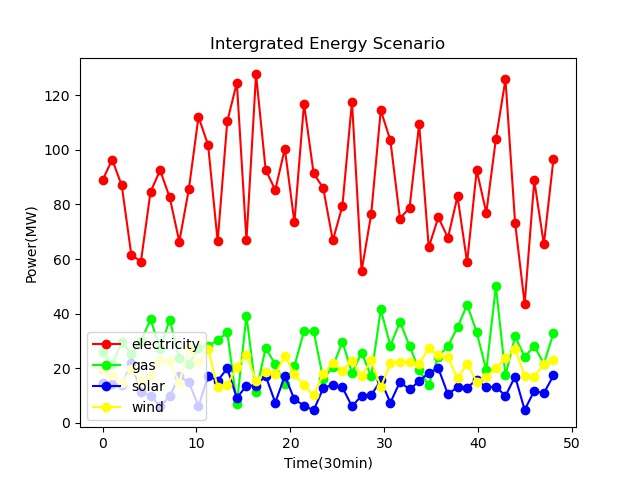 Intergrated Energy Scenario
Power(MW)
120
100
80
60
40
20
0
electricity
gas
solar
wind
0 10 20 30 40 50
Time(30min)